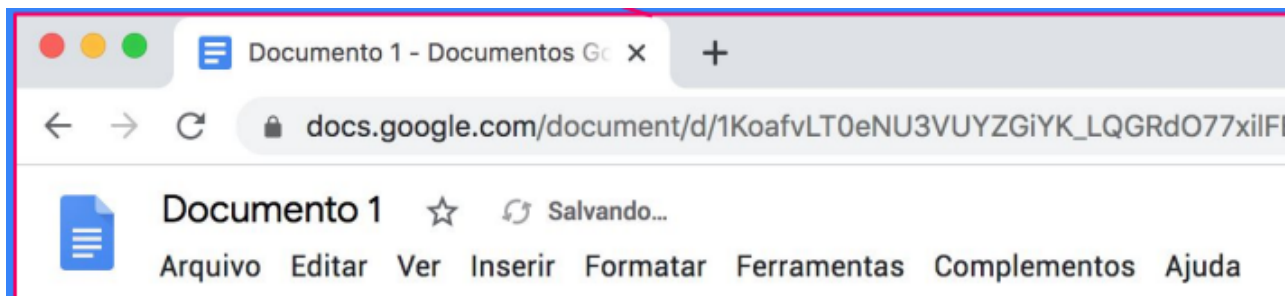 Documento 1 - Documentos Go
docs.google.com/document/d/1KoafvLT0eNU3VUYZGiYK_LQGRdO77xilF
Documento 1 Salvando...
Arquivo Editar Ver Inserir Formatar Ferramentas Complementos Ajuda